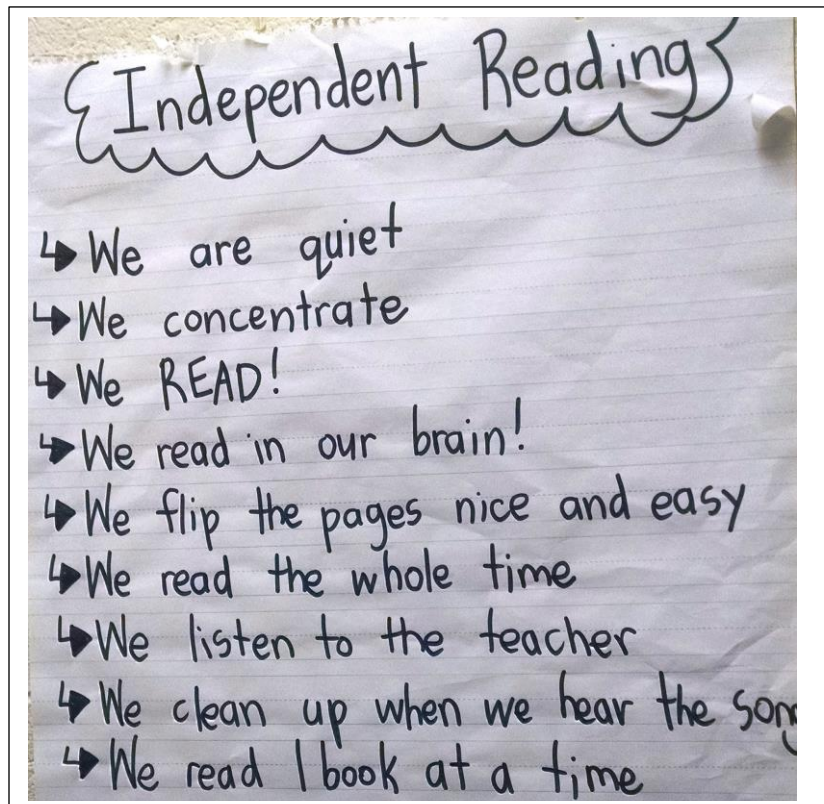 Independent Reading
↳ We are quiet
↳ We concentrate
↳ We READ!
↳ We read in our brain!
↳ We flip the pages nice and easy
↳ We read the whole time
↳ We listen to the teacher
↳ We clean up when we hear the song
↳ We read 1 book at a time